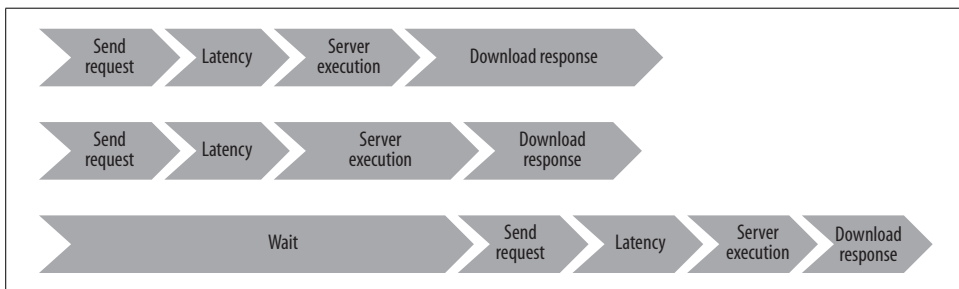 Send
request
Latency
Server
execution
Download response
Send
request
Latency
Server
execution
Download
response
Wait
Send
request
Latency
Server
execution
Download
response